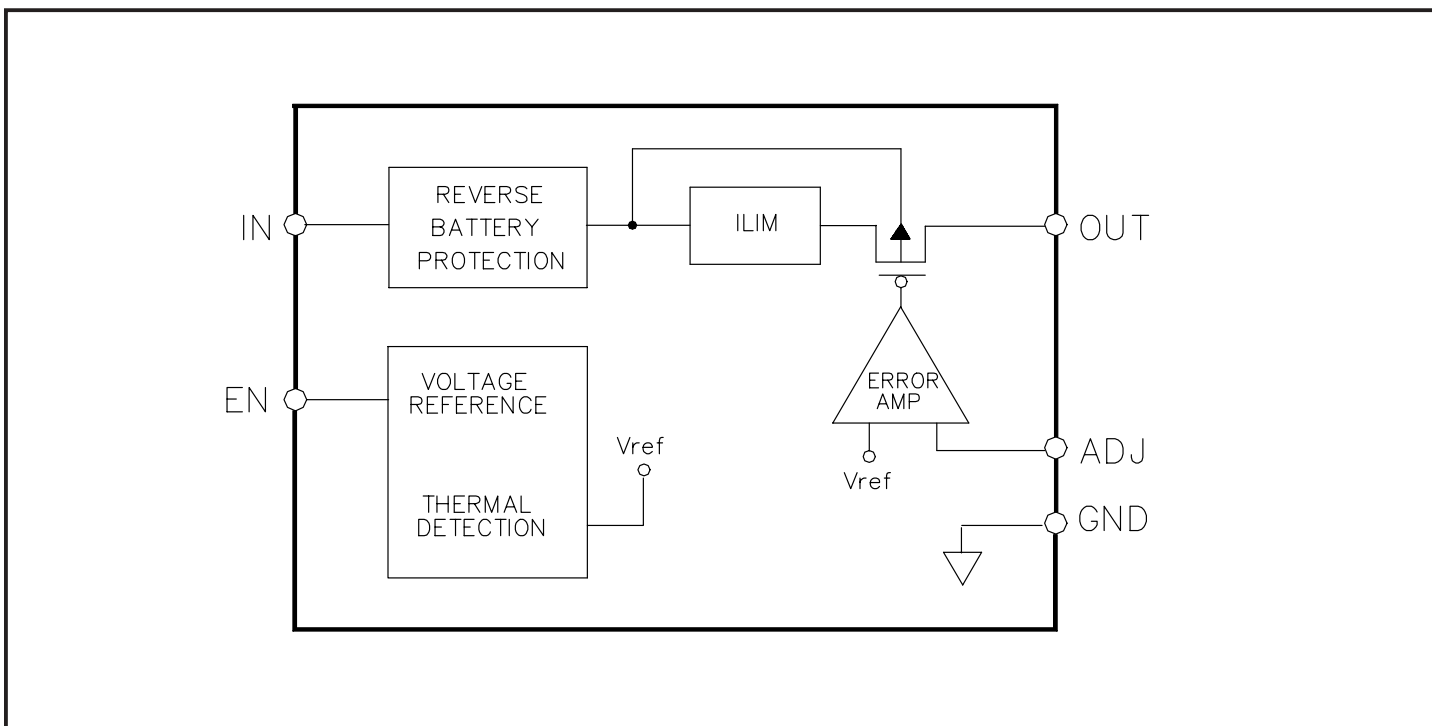 REVERSE
BATTERY
PROTECTION
ILIM
IN
OUT
EN
VOLTAGE
REFERENCE
THERMAL
DETECTION
Vref
ERROR
AMP
Vref
ADJ
GND